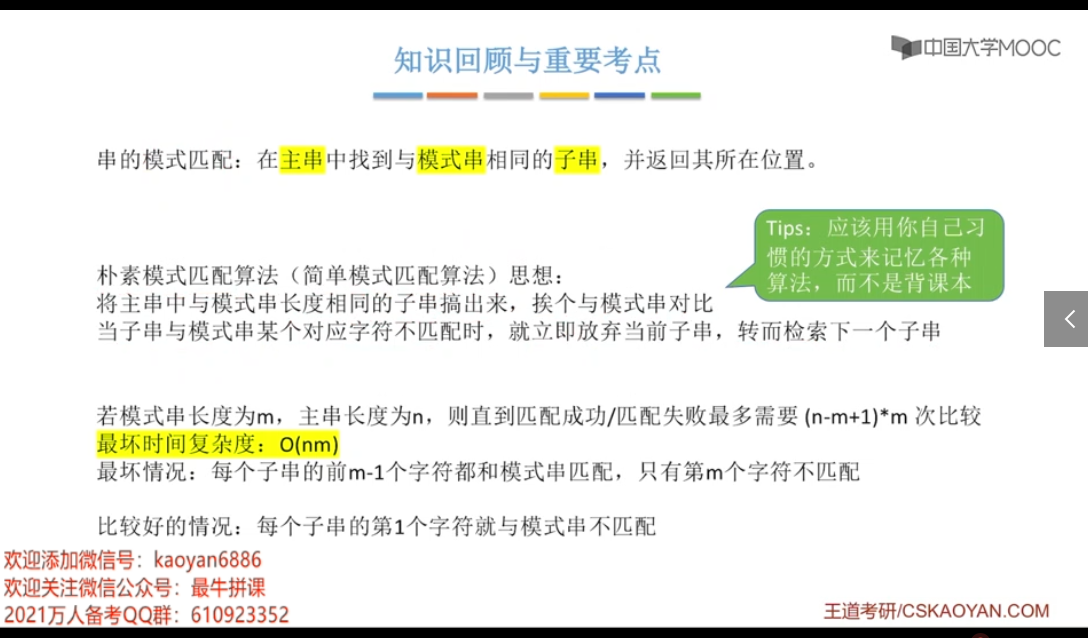 中国大学MOOC
知识回顾与重要考点
串的模式匹配：在主串中找到与模式串相同的子串，并返回其所在位置。
Tips：应该用你自己习
惯的方式来记忆各种
算法，而不是背课本
朴素模式匹配算法（简单模式匹配算法）思想：
将主串中与模式串长度相同的子串搞出来，挨个与模式串对比
当子串与模式串某个对应字符不匹配时，就立即放弃当前子串，转而检索下一个子串
若模式串长度为m，主串长度为n，则直到匹配成功/匹配失败最多需要 (n-m+1)*m 次比较
最坏时间复杂度：O(nm)
最坏情况：每个子串的前m-1个字符都和模式串匹配，只有第m个字符不匹配
比较好的情况：每个子串的第1个字符就与模式串不匹配
欢迎添加微信号：kaoyan6886
欢迎关注微信公众号：最牛拼课
2021万人备考QQ群：610923352
王道考研/CSKAOYAN.COM